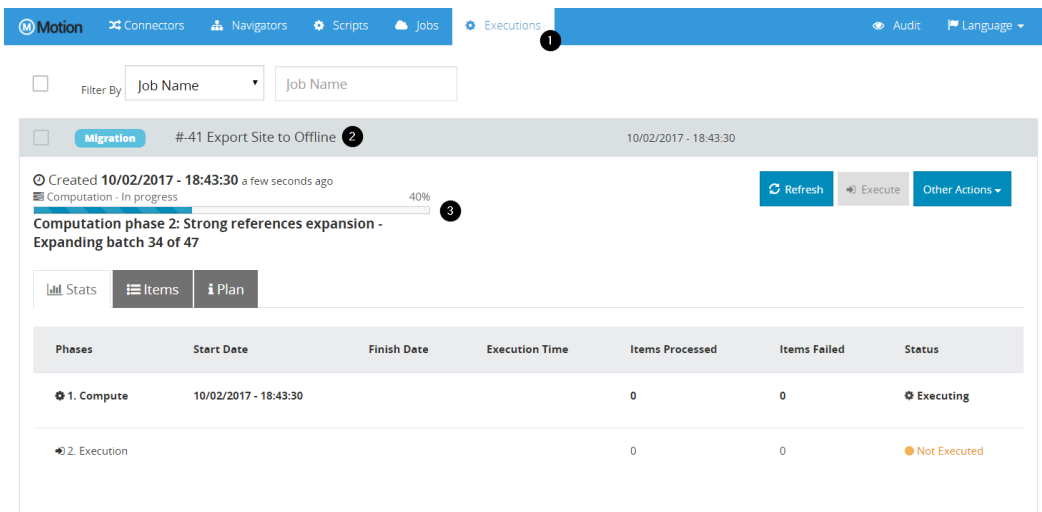 M Motion Connectors Navigators Scripts Jobs Executions Audit Language
1
Filter By Job Name Job Name
Migration #-41 Export Site to Offline 2 10/02/2017 - 18:43:30
Created 10/02/2017 - 18:43:30 a few seconds ago
Refresh Execute Other Actions
Computation - In progress 40%
3
Computation phase 2: Strong references expansion -
Expanding batch 34 of 47
Stats Items Plan
Phases Start Date Finish Date Execution Time Items Processed Items Failed Status
1. Compute 10/02/2017 - 18:43:30 0 0 Executing
2. Execution 0 0 Not Executed